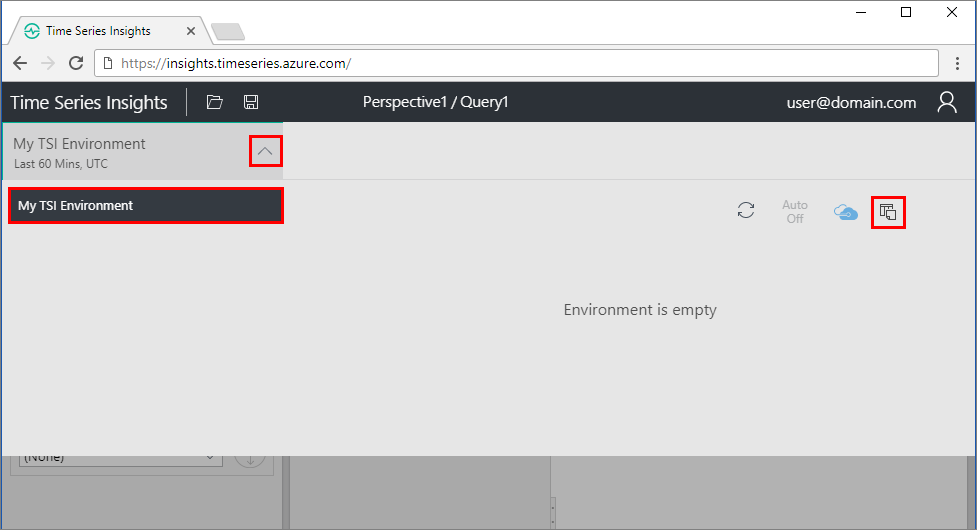 Time Series Insights
https://insights.timeseries.azure.com/
Time Series Insights
Perspective1 / Query1
user@domain.com
My TSI Environment
Last 60 Mins, UTC
My TSI Environment
Auto
Off
Environment is empty
(None)